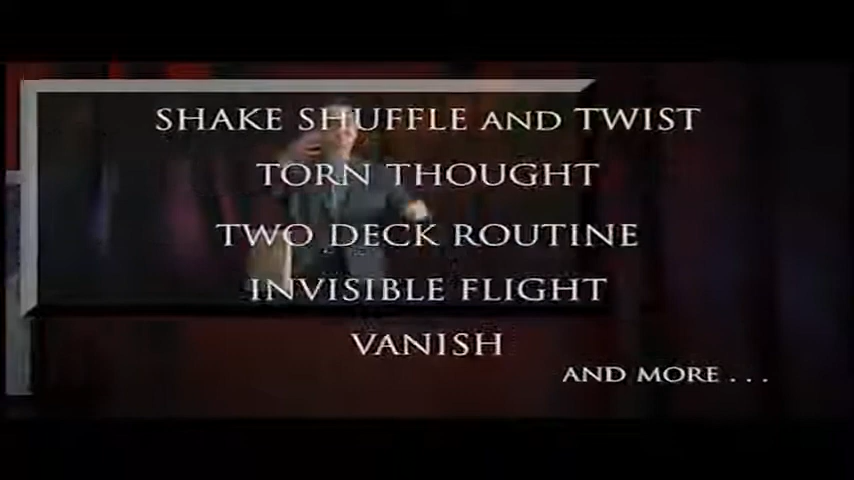 SHAKE SHUFFLE AND TWIST
TORN THOUGHT
TWO DECK ROUTINE
INVISIBLE FLIGHT
VANISH
AND MORE . . .